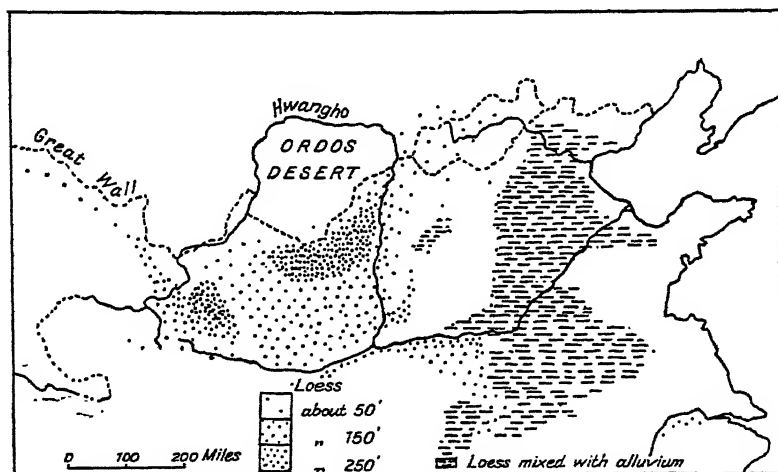 Hwangho
ORDOS
DESERT
Great Wall
Loess
about 50'
" 150'
" 250'
0 100 200 Miles
Loess mixed with alluvium